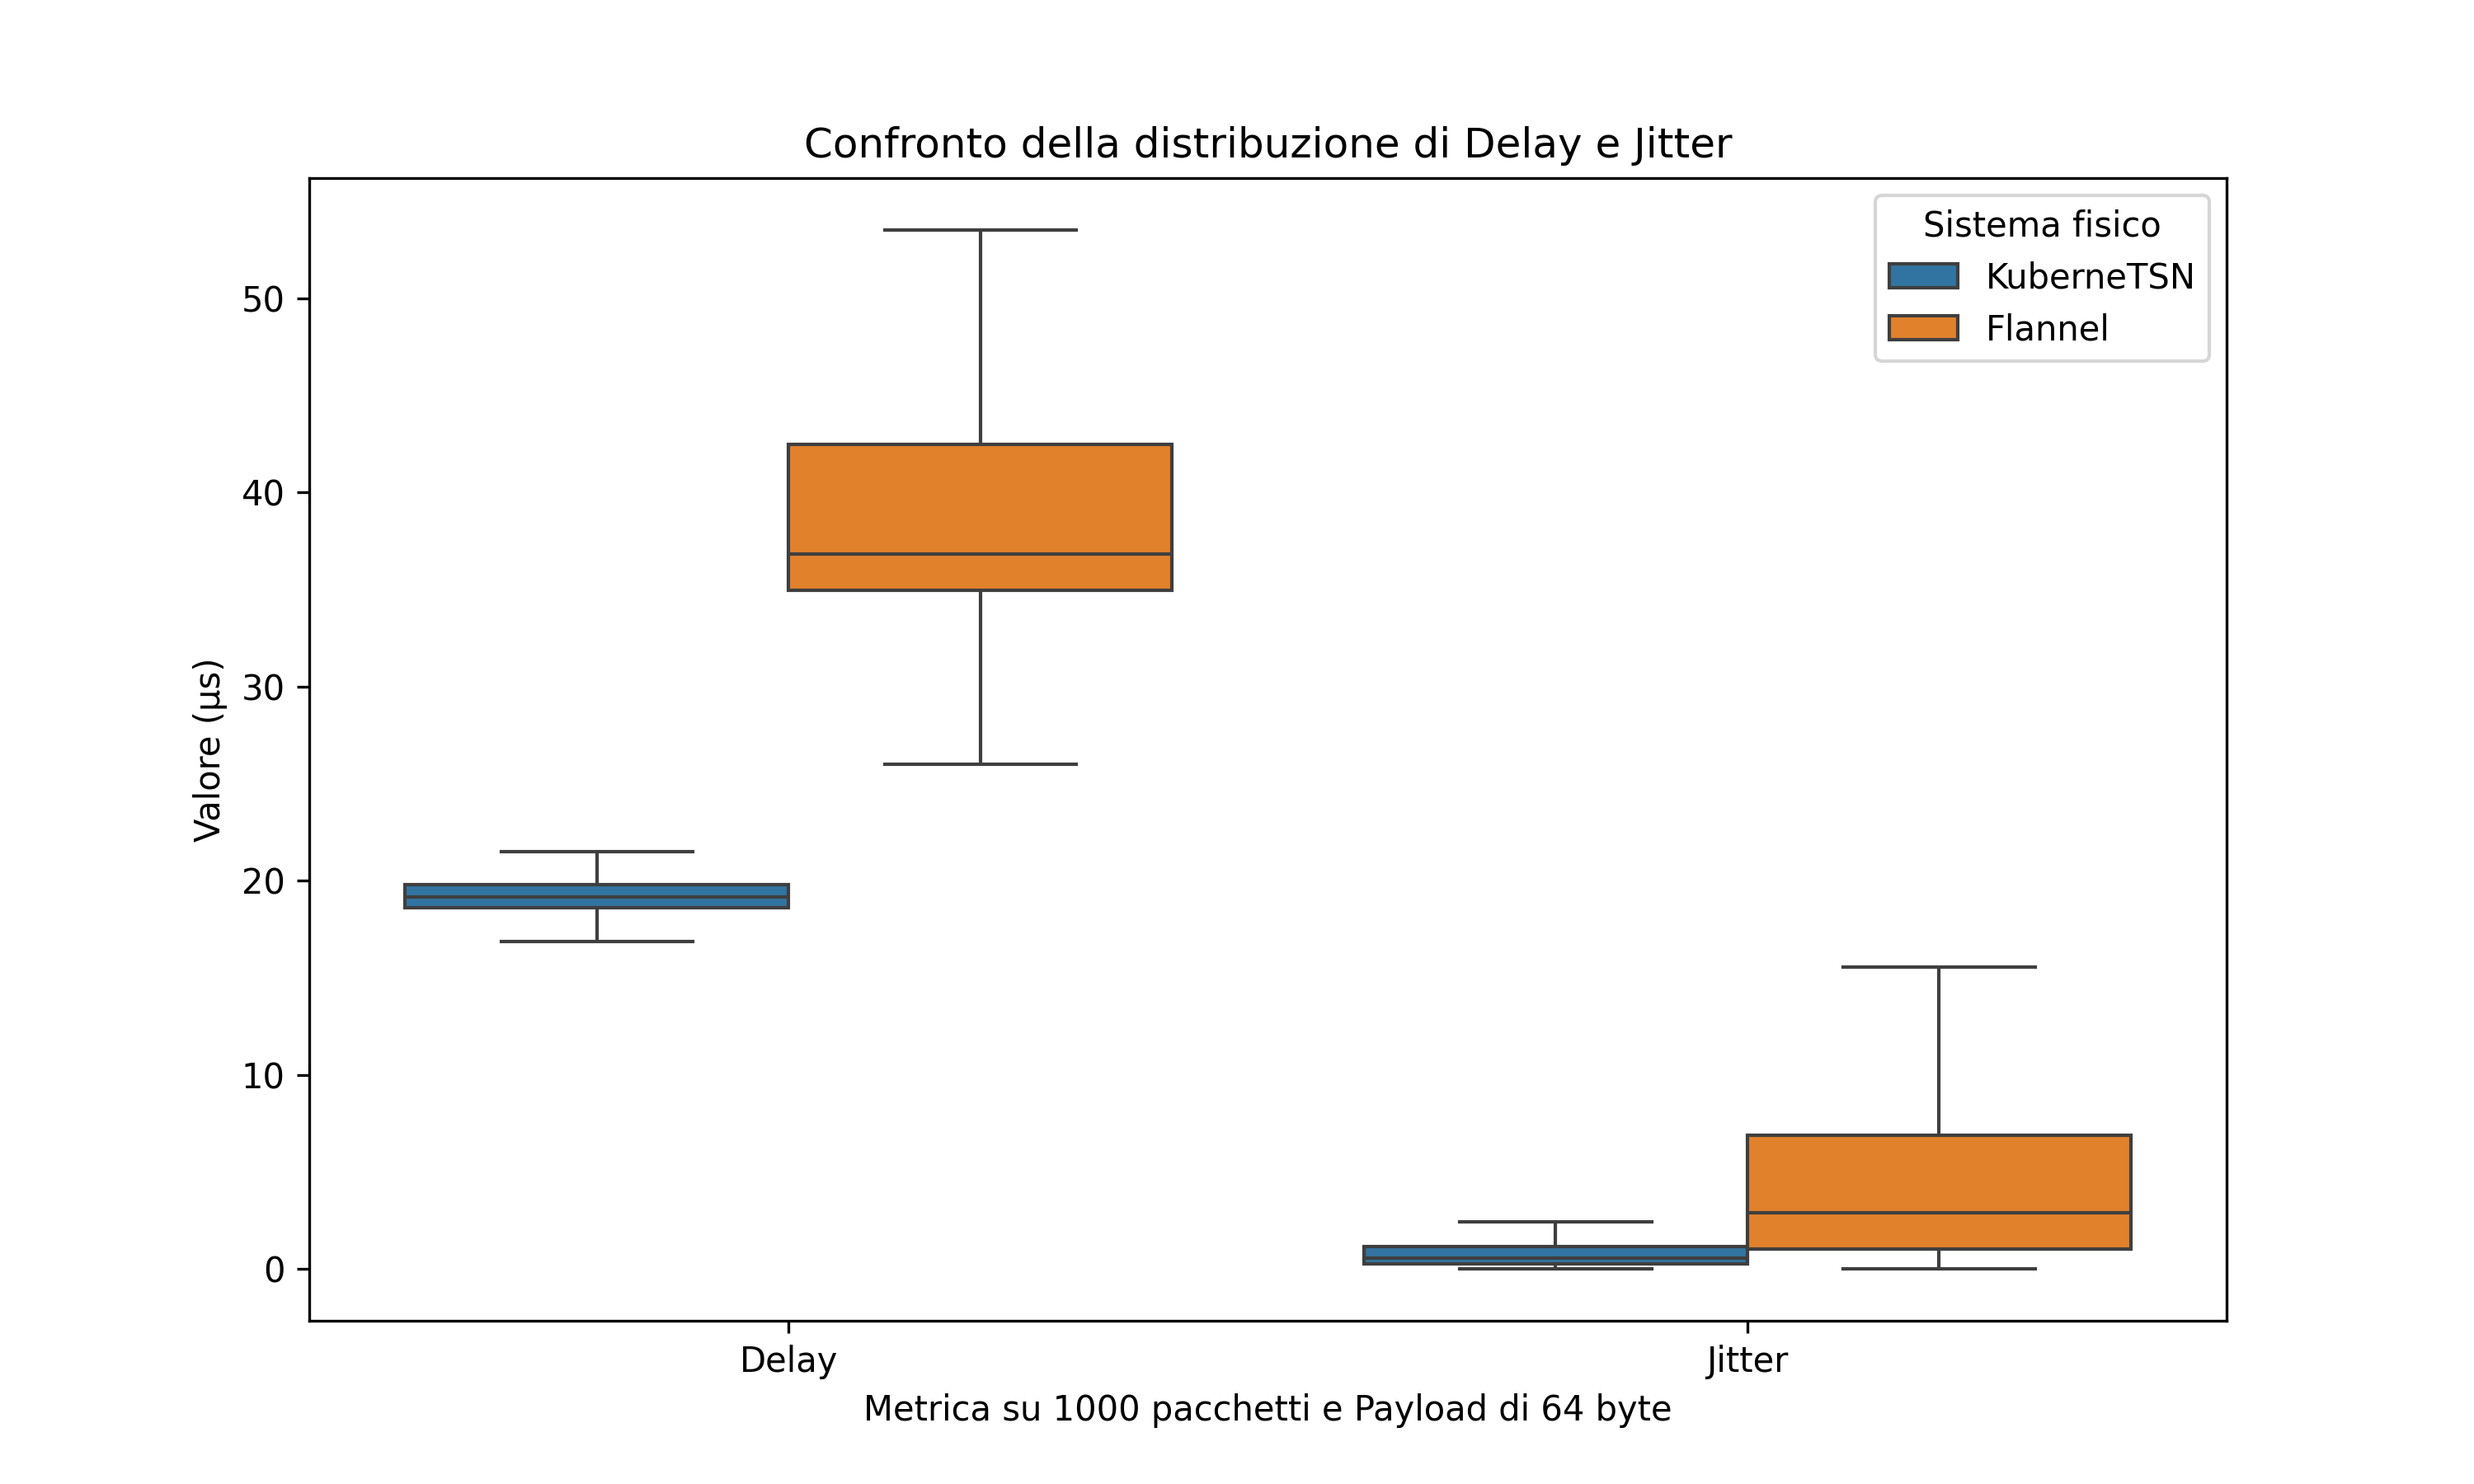 Confronto della distribuzione di Delay e Jitter
Sistema fisico
KuberneTSN
Flannel
Valore (µs)
50
40
30
20
10
0
Delay
Jitter
Metrica su 1000 pacchetti e Payload di 64 byte